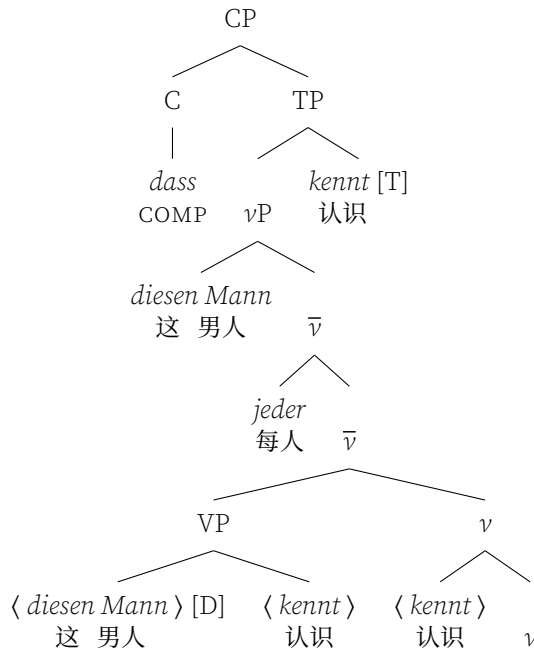 CP
C TP
dass kennt [T]
COMP vP 认识
diesen Mann
这 男人 v̅
jeder
每人 v̅
VP v
⟨ diesen Mann ⟩ [D] ⟨ kennt ⟩ ⟨ kennt ⟩
这 男人 认识 认识 v